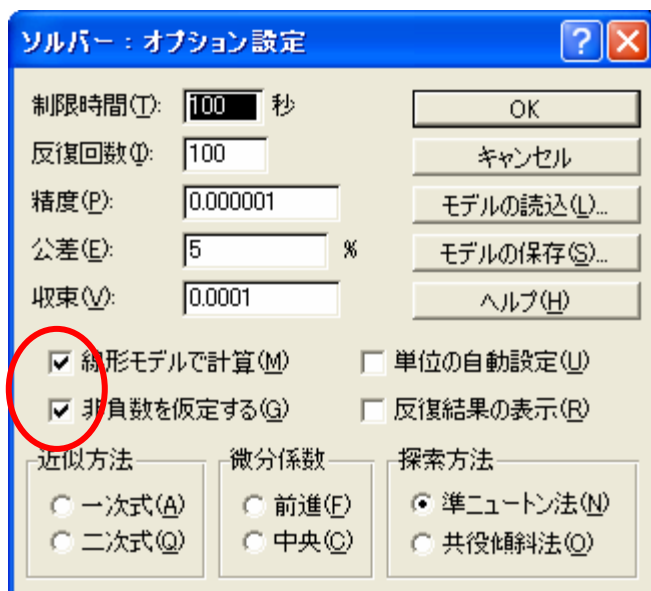 ソルバー：オプション設定
制限時間(T): 100 秒
OK
反復回数(I): 100
キャンセル
精度(P): 0.000001
モデルの読込(L)...
公差(E): 5 %
モデルの保存(S)...
収束(V): 0.0001
ヘルプ(H)
線形モデルで計算(M) 単位の自動設定(U)
非負数を仮定する(G) 反復結果の表示(R)
近似方法 微分係数 探索方法
一次式(A) 前進(F) 準ニュートン法(N)
二次式(Q) 中央(C) 共役傾斜法(O)